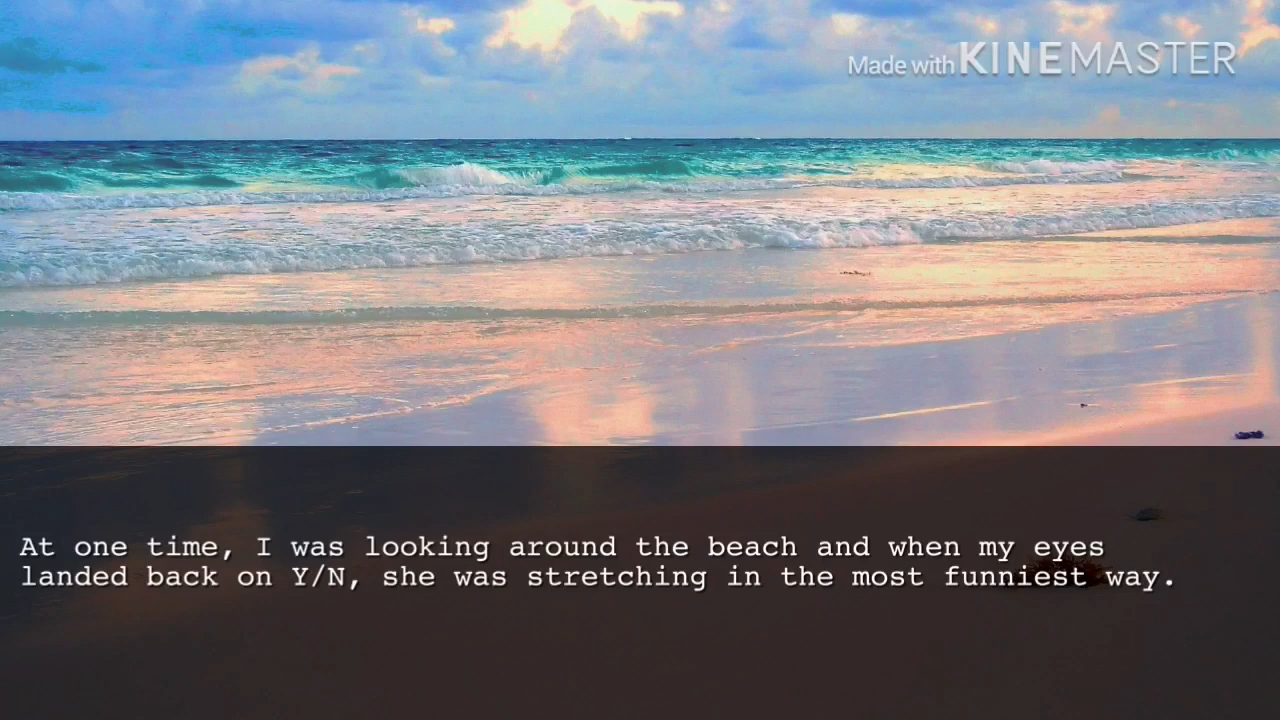 Made with KINEMASTER
At one time, I was looking around the beach and when my eyes
landed back on Y/N, she was stretching in the most funniest way.